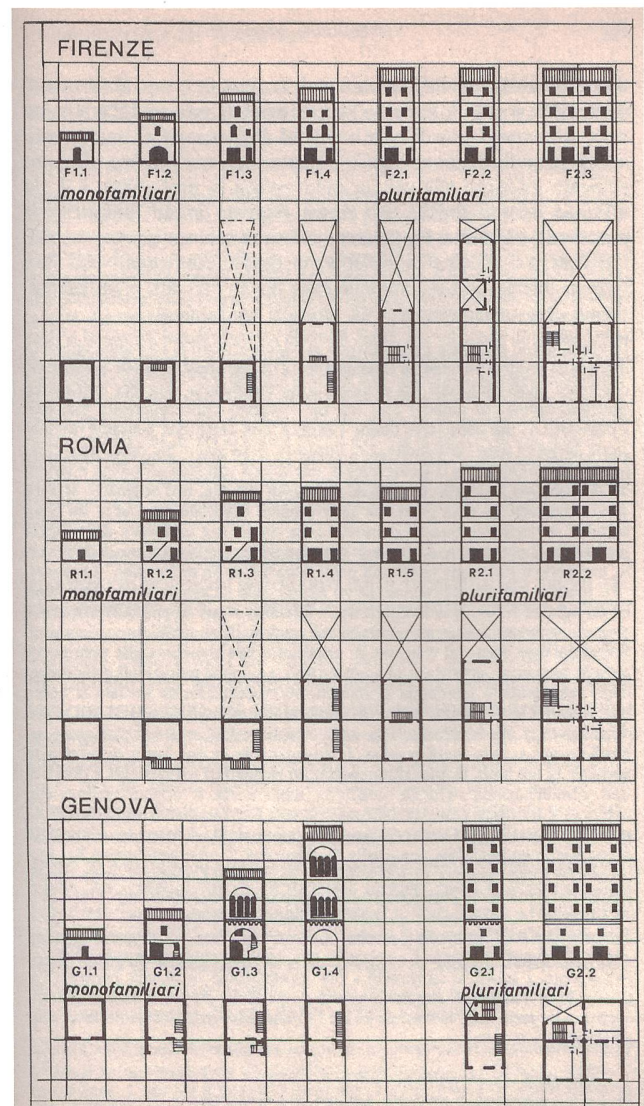 FIRENZE
F1.1 F1.2 F1.3 F1.4 F2.1 F2.2 F2.3
monofamiliari plurifamiliari
ROMA
R1.1 R1.2 R1.3 R1.4 R1.5 R2.1 R2.2
monofamiliari plurifamiliari
GENOVA
G1.1 G1.2 G1.3 G1.4 G2.1 G2.2
monofamiliari plurifamiliari